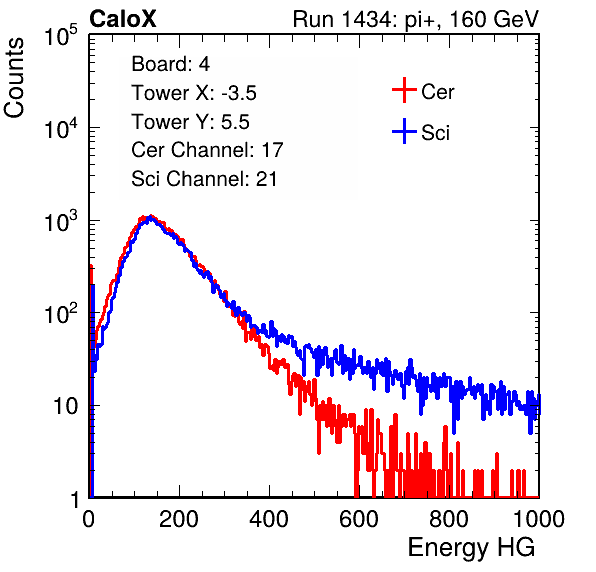 CaloX Run 1434: pi+, 160 GeV
Counts
Board: 4
Tower X: -3.5
Tower Y: 5.5
Cer Channel: 17
Sci Channel: 21
Cer
Sci
10^5
10^4
10^3
10^2
10
1
0 200 400 600 800 1000
Energy HG